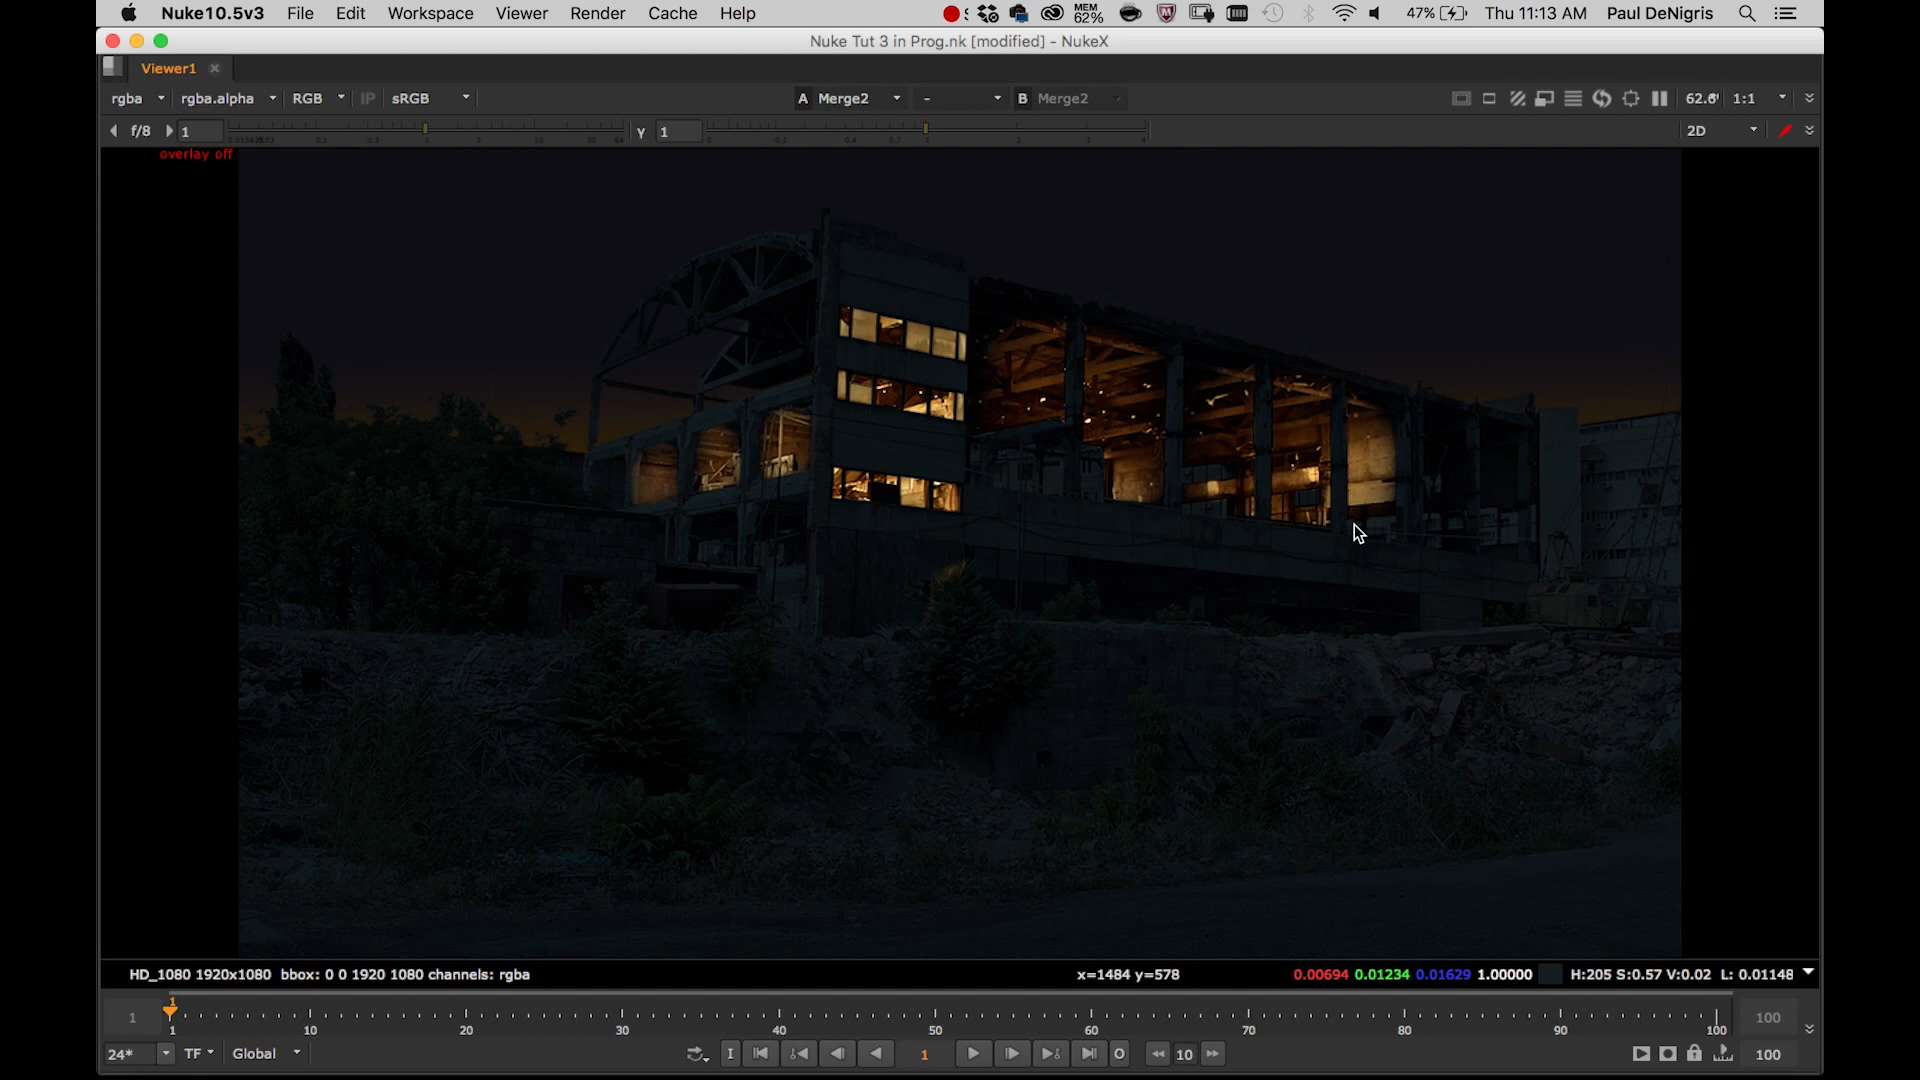 Nuke10.5v3 File Edit Workspace Viewer Render Cache Help MEM 62% 47% Thu 11:13 AM Paul DeNigris
Nuke Tut 3 in Prog.nk [modified] - NukeX
Viewer1
rgba rgba.alpha RGB IP sRGB A Merge2 - B Merge2 1:1
f/8 1 γ 1 2D
overlay off
HD_1080 1920x1080 bbox: 0 0 1920 1080 channels: rgba x=1484 y=578 0.00694 0.01234 0.01629 1.00000 H:205 S:0.57 V:0.02 L: 0.01148
1
1 100
1 10 20 30 40 50 60 70 80 90 100
24* TF Global I 1 O 10 100